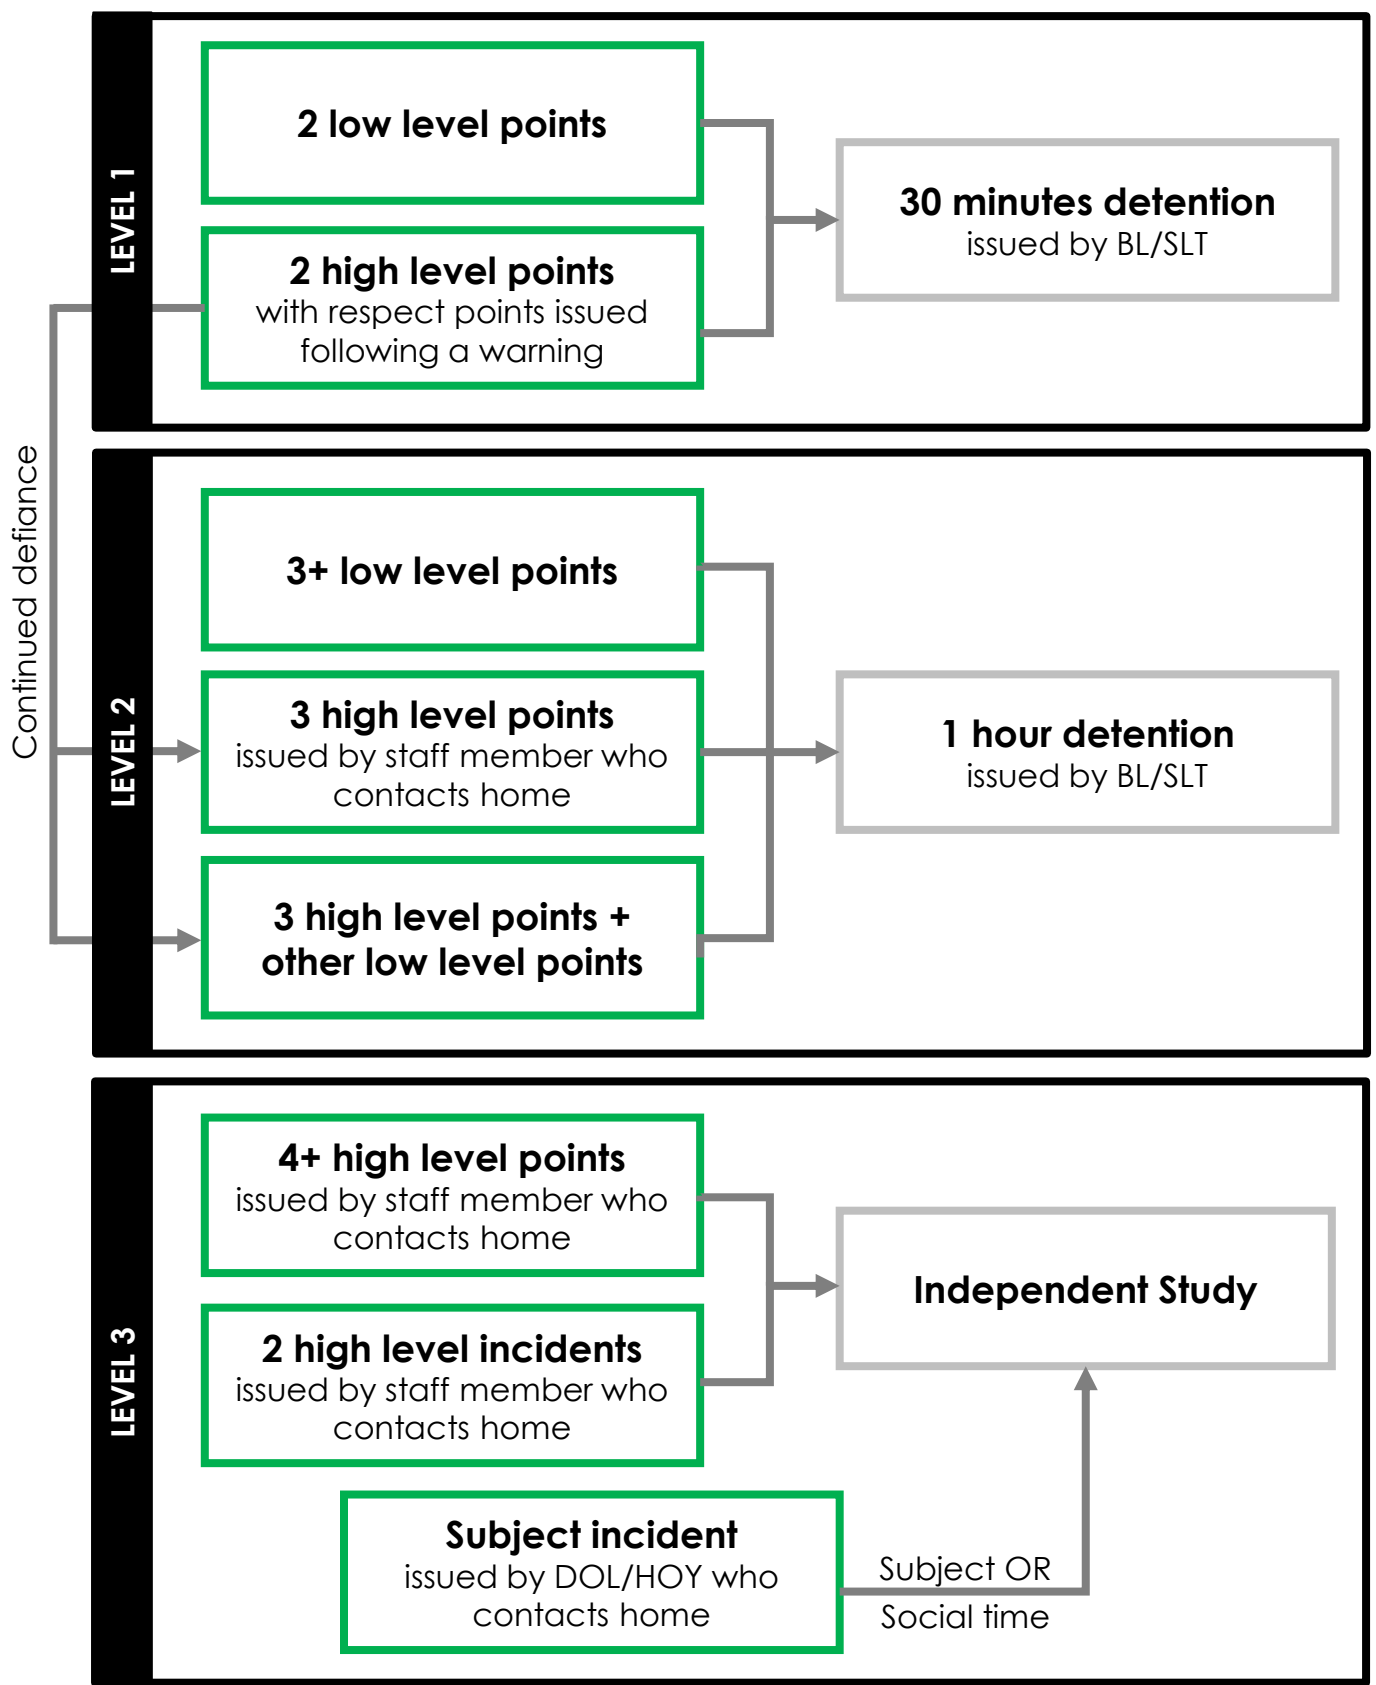 LEVEL 1
2 low level points
2 high level points
with respect points issued
following a warning
30 minutes detention
issued by BL/SLT
Continued defiance
LEVEL 2
3+ low level points
3 high level points
issued by staff member who
contacts home
3 high level points +
other low level points
1 hour detention
issued by BL/SLT
LEVEL 3
4+ high level points
issued by staff member who
contacts home
2 high level incidents
issued by staff member who
contacts home
Independent Study
Subject incident
issued by DOL/HOY who
contacts home
Subject OR
Social time